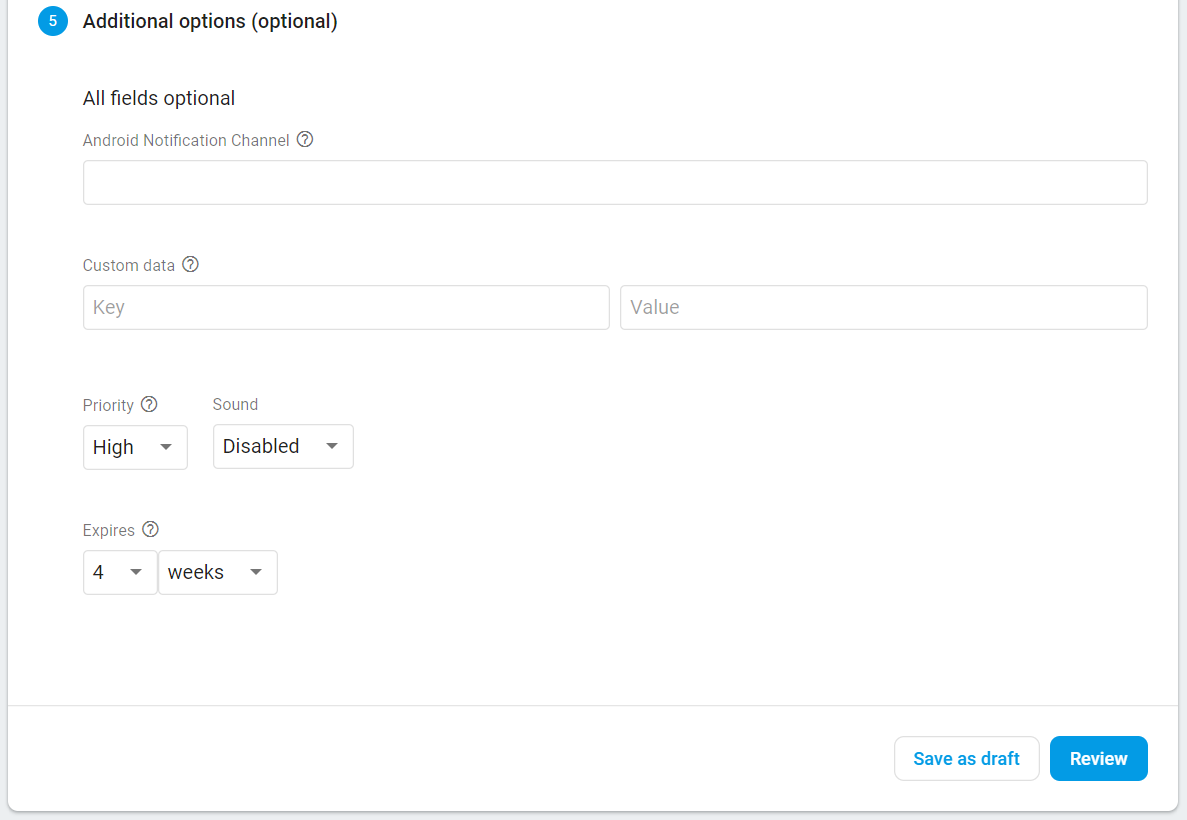 5 Additional options (optional)
All fields optional
Android Notification Channel ?
Custom data ?
Key Value
Priority ? Sound
High Disabled
Expires ?
4 weeks
Save as draft Review